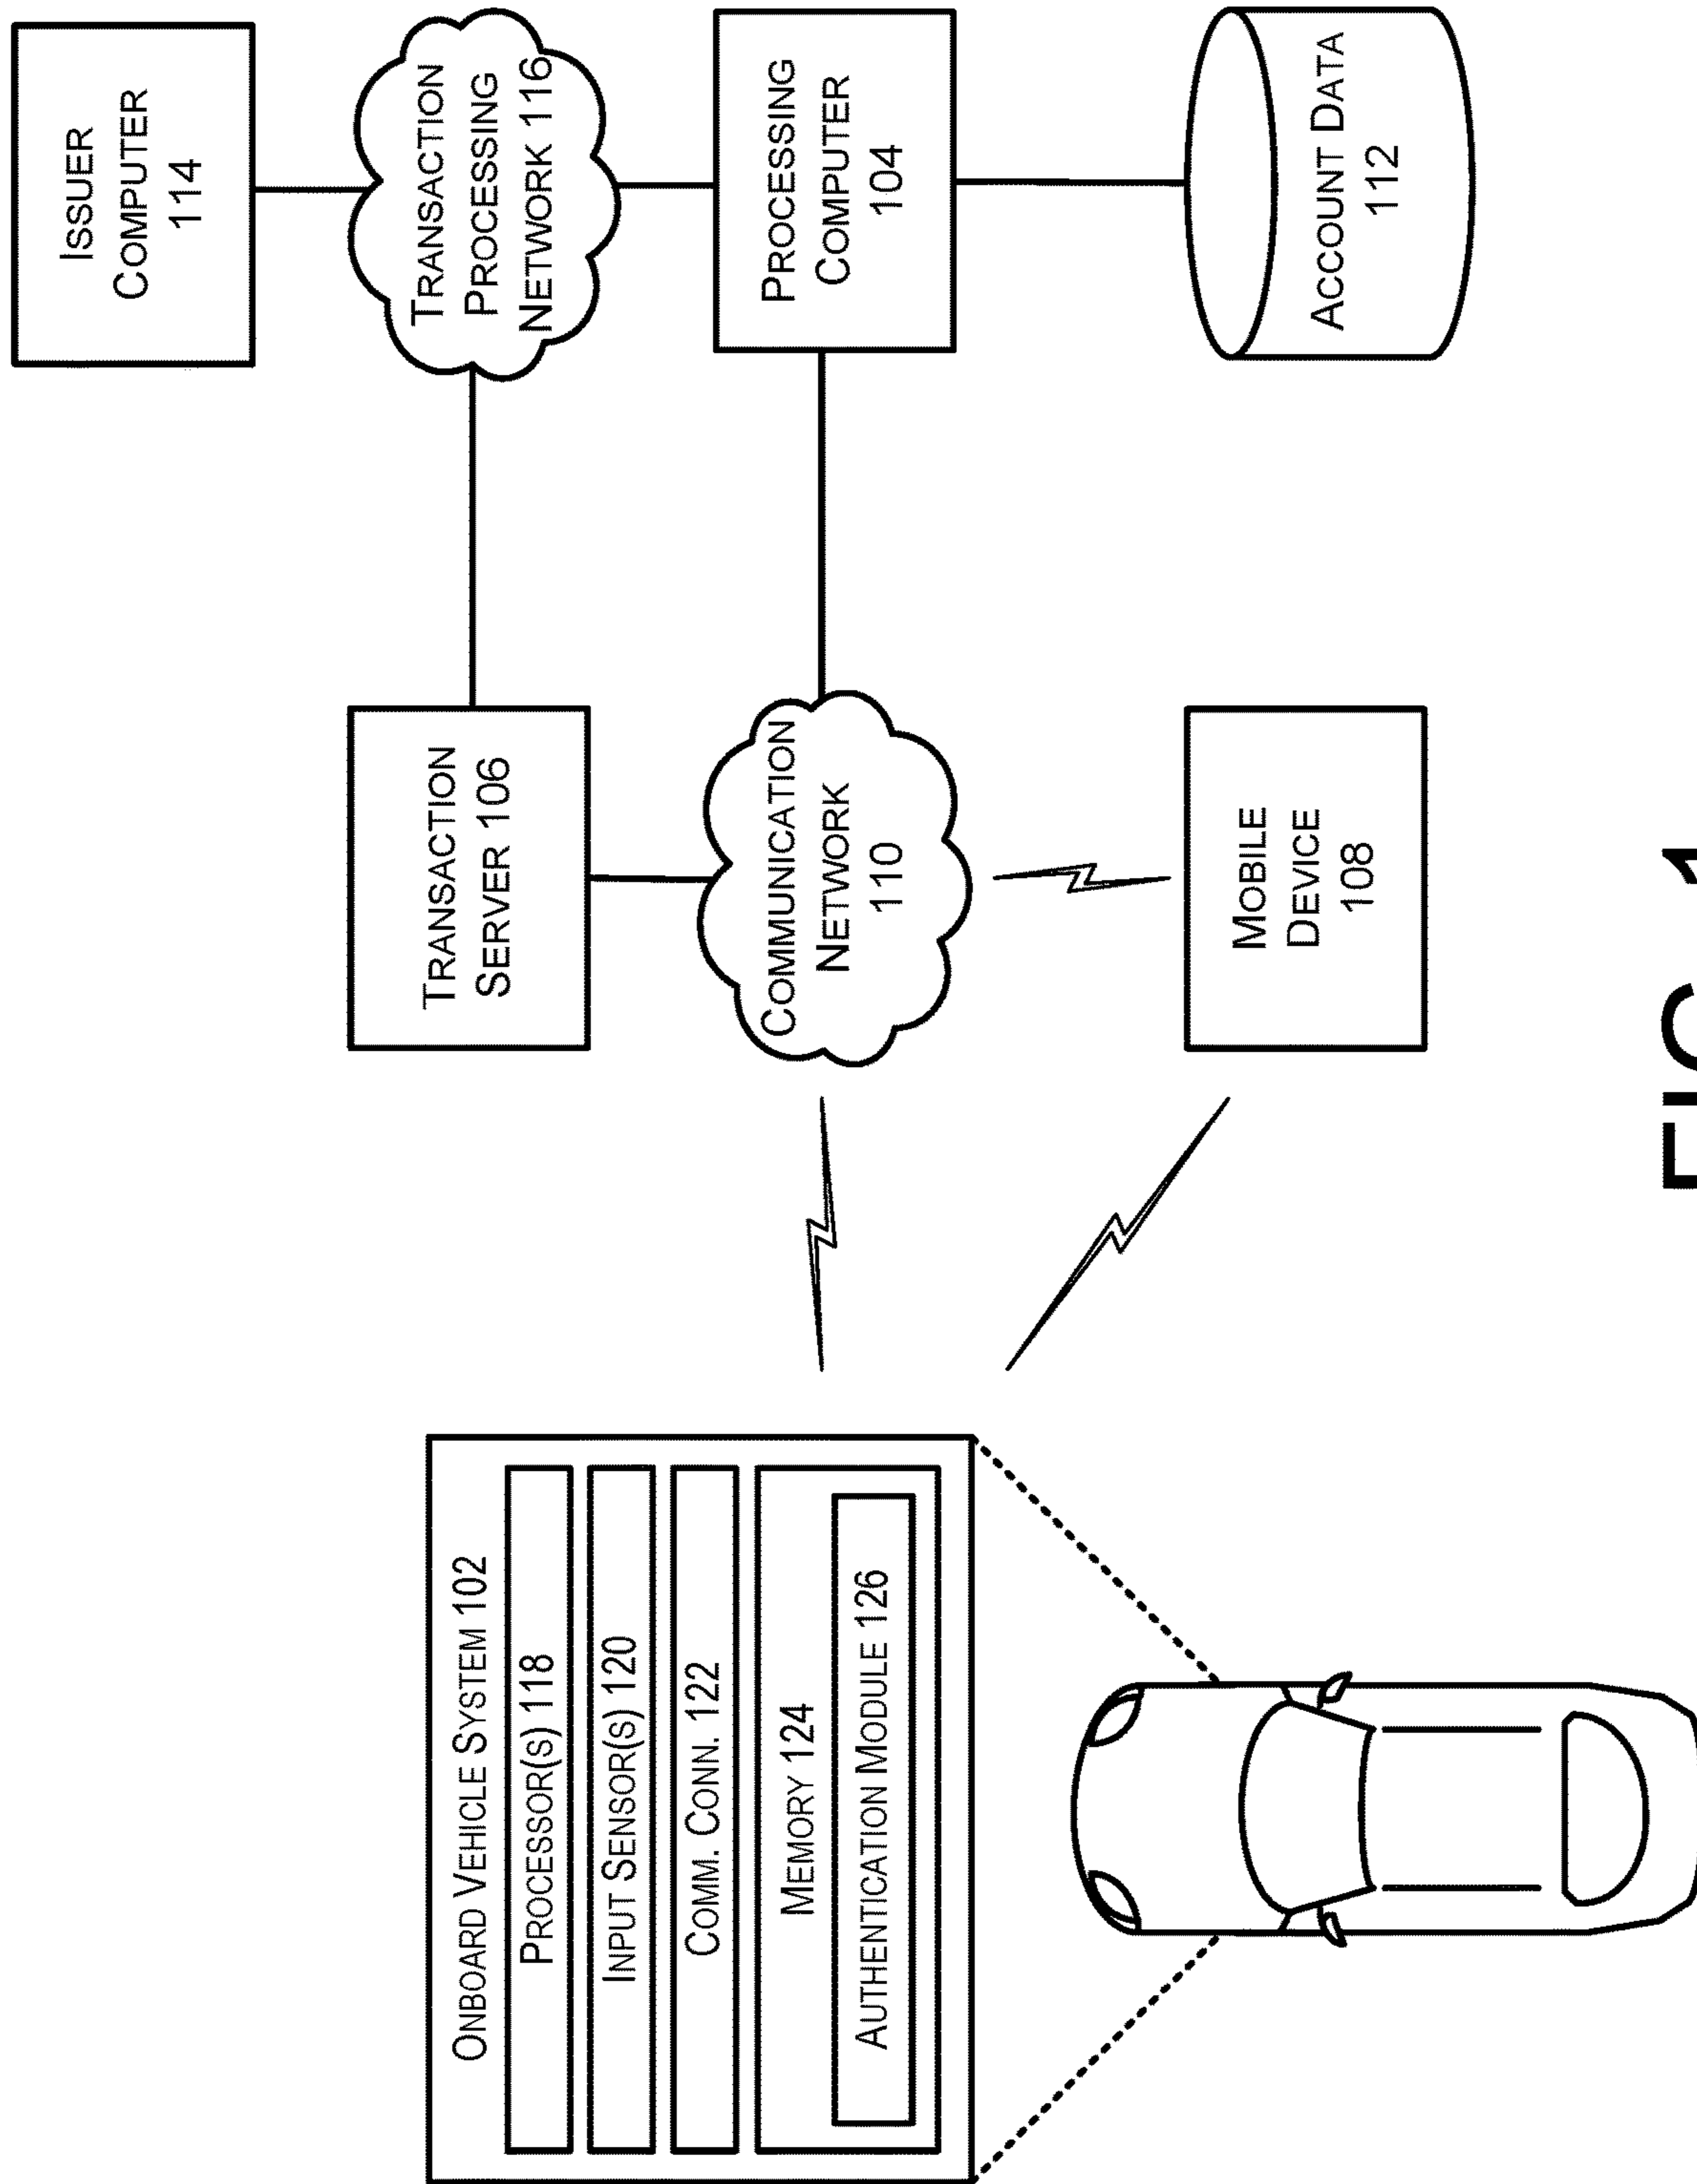 ONBOARD VEHICLE SYSTEM 102
PROCESSOR(S) 118
INPUT SENSOR(S) 120
COMM. CONN. 122
MEMORY 124
AUTHENTICATION MODULE 126
TRANSACTION
SERVER 106
COMMUNICATION
NETWORK
110
MOBILE
DEVICE
108
ISSUER
COMPUTER
114
TRANSACTION
PROCESSING
NETWORK 116
PROCESSING
COMPUTER
104
ACCOUNT DATA
112
FIG. 1